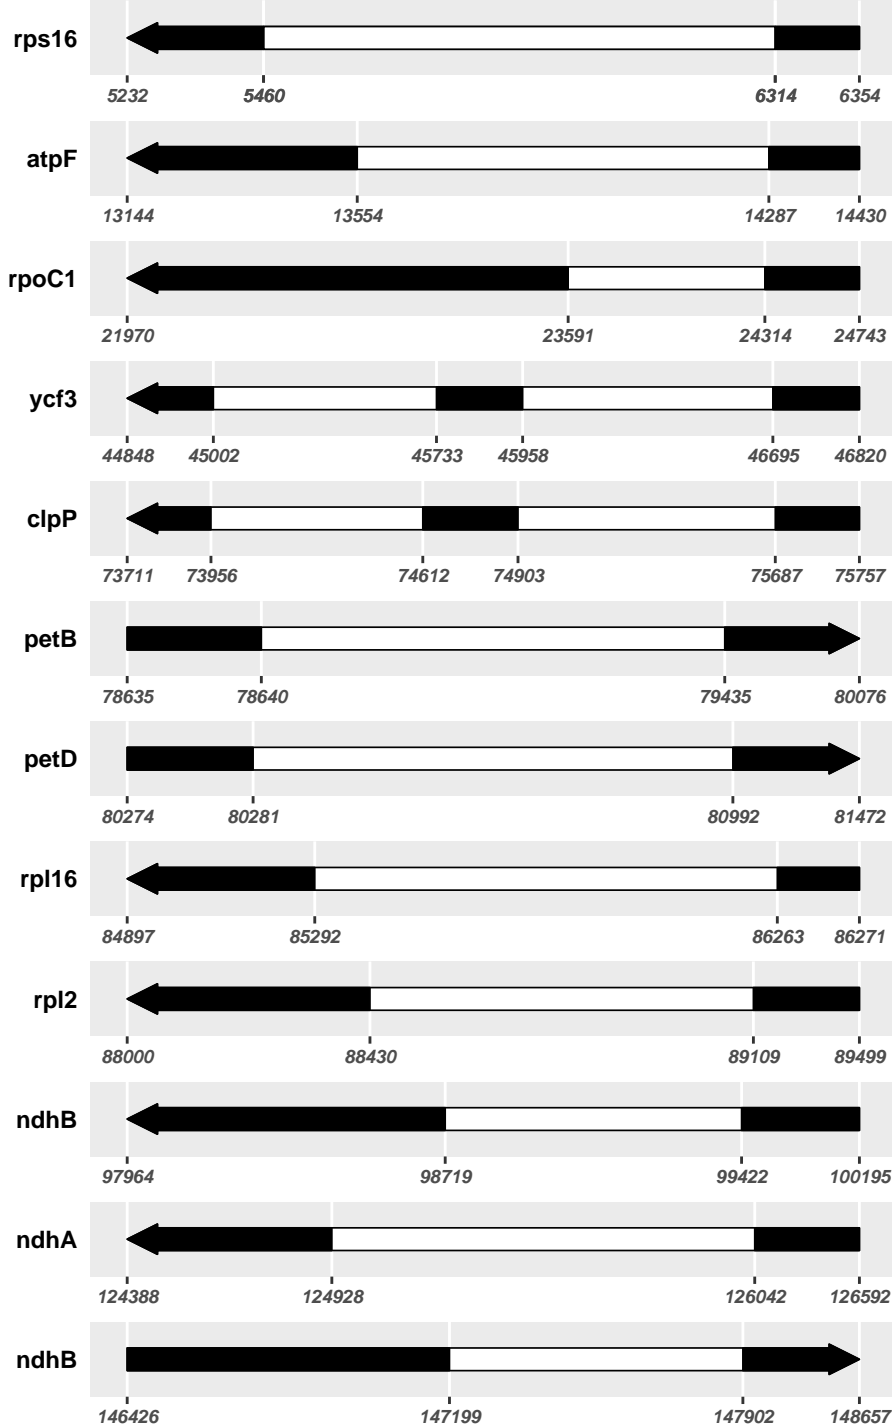 rps16
5232 5460 6314 6354
atpF
13144 13554 14287 14430
rpoC1
21970 23591 24314 24743
ycf3
44848 45002 45733 45958 46695 46820
clpP
73711 73956 74612 74903 75687 75757
petB
78635 78640 79435 80076
petD
80274 80281 80992 81472
rpl16
84897 85292 86263 86271
rpl2
88000 88430 89109 89499
ndhB
97964 98719 99422 100195
ndhA
124388 124928 126042 126592
ndhB
146426 147199 147902 148657